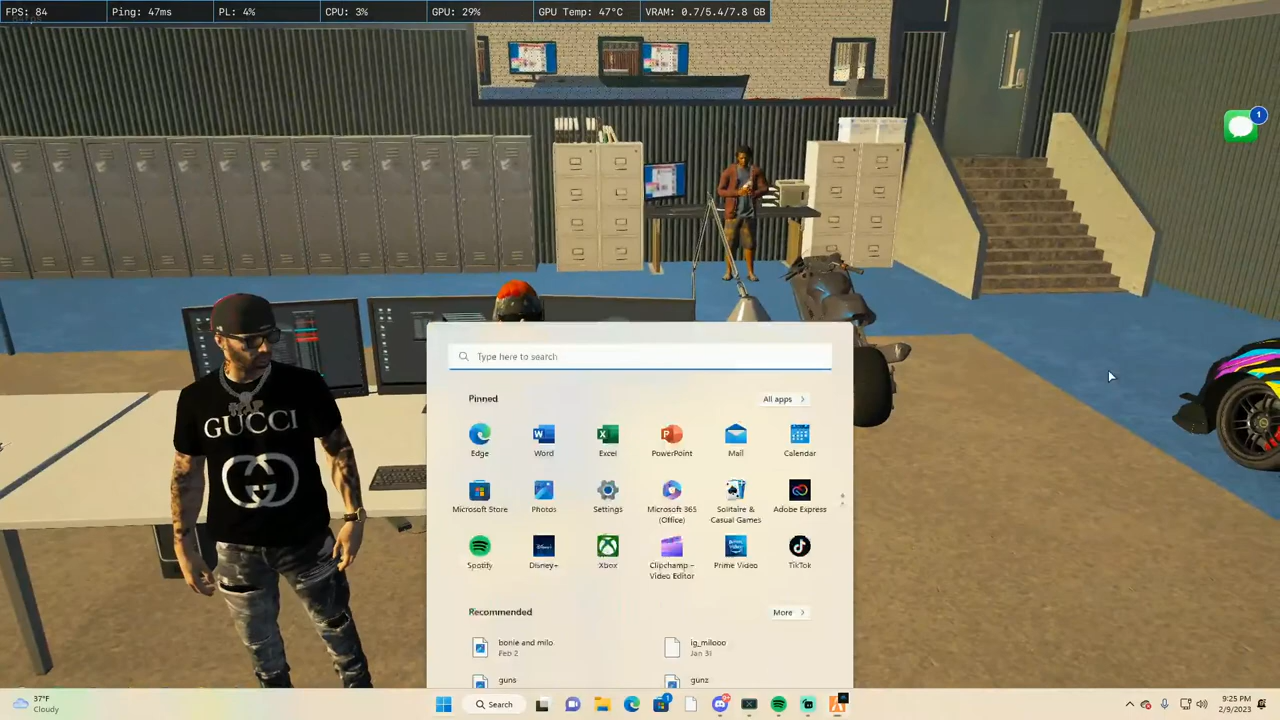 FPS: 84
Ping: 47ms
PL: 4%
CPU: 3%
GPU: 29%
GPU Temp: 47°C
VRAM: 0.7/5.4/7.8 GB
1
GUCCI
Type here to search
Pinned
All apps
Edge
Word
Excel
PowerPoint
Mail
Calendar
Microsoft Store
Photos
Settings
Microsoft 365
(Office)
Solitaire &
Casual Games
Adobe Express
Spotify
Disney+
Xbox
Clipchamp –
Video Editor
Prime Video
TikTok
Recommended
More
bonie and milo
Feb 2
ig_milooo
Jan 31
guns
gunz
37°F
Cloudy
Search
9:25 PM
2/9/2023